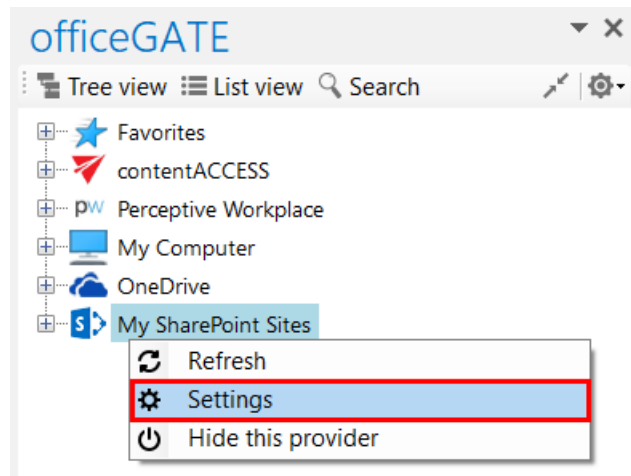 officeGATE
Tree view List view Search
Favorites
contentACCESS
pw Perceptive Workplace
My Computer
OneDrive
S My SharePoint Sites
Refresh
Settings
Hide this provider